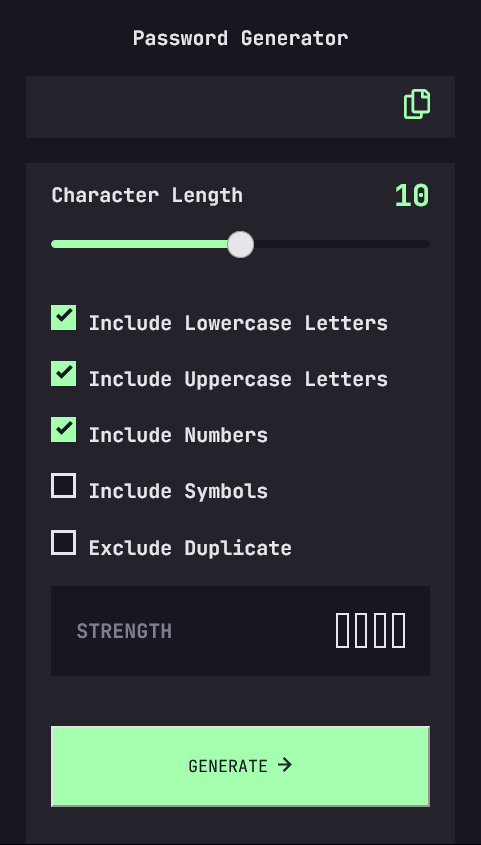 Password Generator
Character Length
10
Include Lowercase Letters
Include Uppercase Letters
Include Numbers
Include Symbols
Exclude Duplicate
STRENGTH
GENERATE →